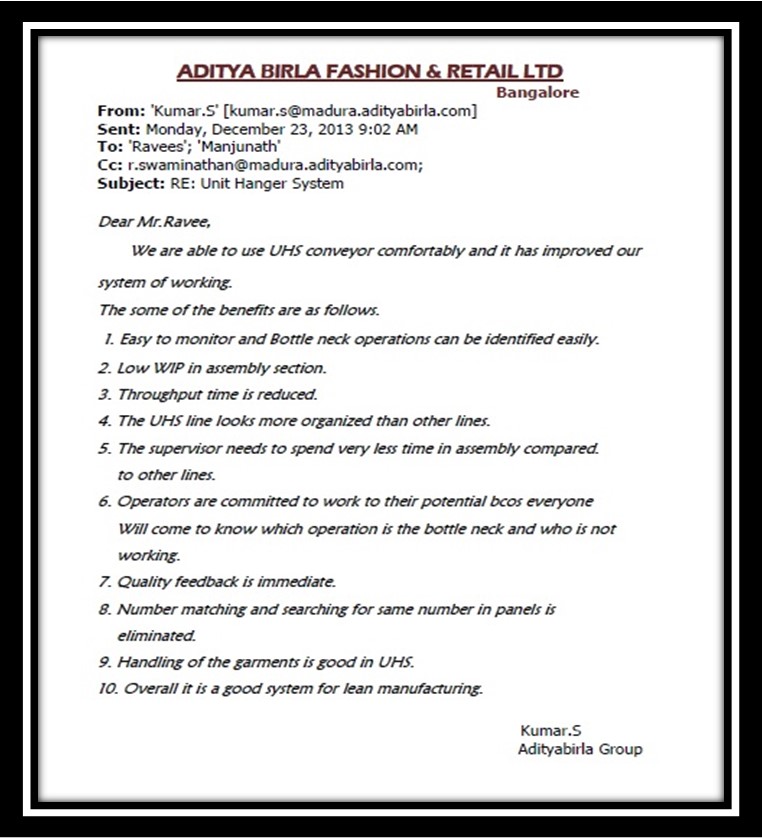 ADITYA BIRLA FASHION & RETAIL LTD
Bangalore
From: 'Kumar.S' [kumar.s@madura.adityabirla.com]
Sent: Monday, December 23, 2013 9:02 AM
To: 'Ravees'; 'Manjunath'
Cc: r.swaminathan@madura.adityabirla.com;
Subject: RE: Unit Hanger System
Dear Mr.Ravee,
We are able to use UHS conveyor comfortably and it has improved our
system of working.
The some of the benefits are as follows.
1. Easy to monitor and Bottle neck operations can be identified easily.
2. Low WIP in assembly section.
3. Throughput time is reduced.
4. The UHS line looks more organized than other lines.
5. The supervisor needs to spend very less time in assembly compared.
to other lines.
6. Operators are committed to work to their potential bcos everyone
Will come to know which operation is the bottle neck and who is not
working.
7. Quality feedback is immediate.
8. Number matching and searching for same number in panels is
eliminated.
9. Handling of the garments is good in UHS.
10. Overall it is a good system for lean manufacturing.
Kumar.S
Adityabirla Group